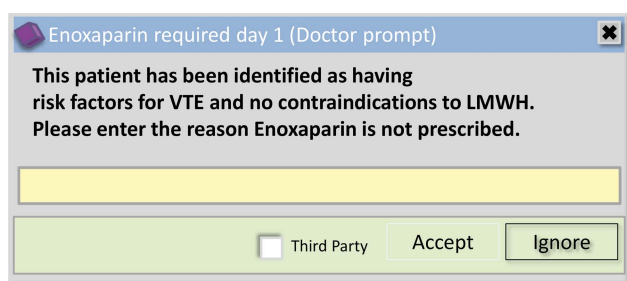 Enoxaparin required day 1 (Doctor prompt)
This patient has been identified as having
risk factors for VTE and no contraindications to LMWH.
Please enter the reason Enoxaparin is not prescribed.
Third Party Accept Ignore